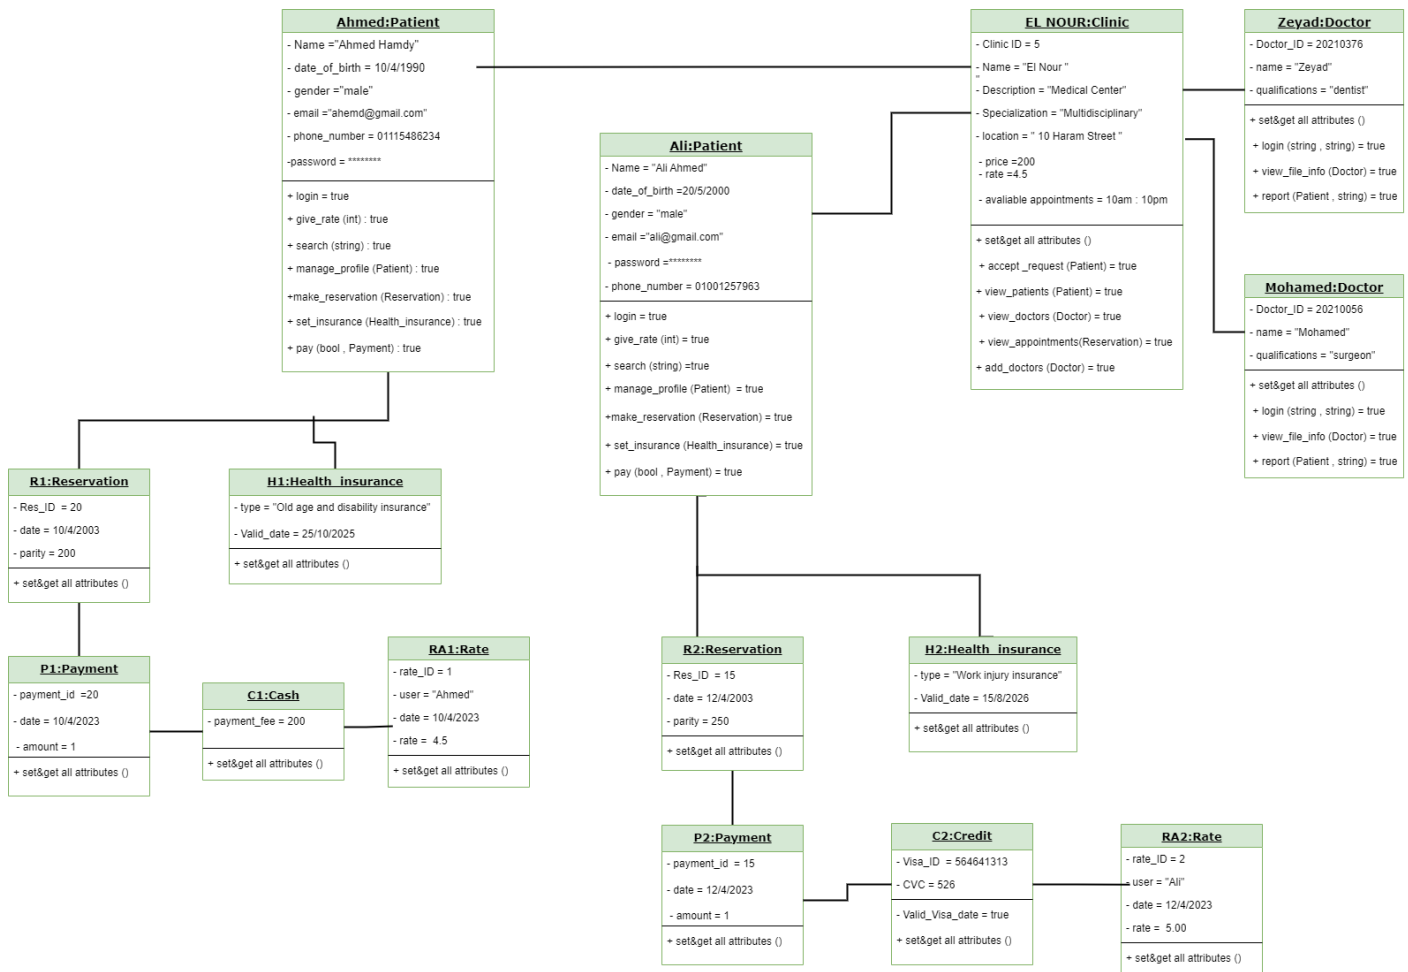 Ahmed:Patient
- Name ="Ahmed Hamdy"
- date_of_birth = 10/4/1990
- gender ="male"
- email ="ahemd@gmail.com"
- phone_number = 01115486234
-password = ********
+ login = true
+ give_rate (int) : true
+ search (string) : true
+ manage_profile (Patient) : true
+make_reservation (Reservation) : true
+ set_insurance (Health_insurance) : true
+ pay (bool , Payment) : true
EL NOUR:Clinic
- Clinic ID = 5
- Name = "El Nour "
"
- Description = "Medical Center"
- Specialization = "Multidisciplinary"
- location = " 10 Haram Street "
- price =200
- rate =4.5
- avaliable appointments = 10am : 10pm
+ set&get all attributes ()
+ accept _request (Patient) = true
+ view_patients (Patient) = true
+ view_doctors (Doctor) = true
+ view_appointments(Reservation) = true
+ add_doctors (Doctor) = true
Zeyad:Doctor
- Doctor_ID = 20210376
- name = "Zeyad"
- qualifications = "dentist"
+ set&get all attributes ()
+ login (string , string) = true
+ view_file_info (Doctor) = true
+ report (Patient , string) = true
Ali:Patient
- Name = "Ali Ahmed"
- date_of_birth =20/5/2000
- gender = "male"
- email ="ali@gmail.com"
- password =********
- phone_number = 01001257963
+ login = true
+ give_rate (int) = true
+ search (string) =true
+ manage_profile (Patient) = true
+make_reservation (Reservation) = true
+ set_insurance (Health_insurance) = true
+ pay (bool , Payment) = true
Mohamed:Doctor
- Doctor_ID = 20210056
- name = "Mohamed"
- qualifications = "surgeon"
+ set&get all attributes ()
+ login (string , string) = true
+ view_file_info (Doctor) = true
+ report (Patient , string) = true
R1:Reservation
- Res_ID = 20
- date = 10/4/2003
- parity = 200
+ set&get all attributes ()
H1:Health_insurance
- type = "Old age and disability insurance"
- Valid_date = 25/10/2025
+ set&get all attributes ()
P1:Payment
- payment_id =20
- date = 10/4/2023
- amount = 1
+ set&get all attributes ()
C1:Cash
- payment_fee = 200
+ set&get all attributes ()
RA1:Rate
- rate_ID = 1
- user = "Ahmed"
- date = 10/4/2023
- rate = 4.5
+ set&get all attributes ()
R2:Reservation
- Res_ID = 15
- date = 12/4/2003
- parity = 250
+ set&get all attributes ()
H2:Health_insurance
- type = "Work injury insurance"
- Valid_date = 15/8/2026
+ set&get all attributes ()
P2:Payment
- payment_id = 15
- date = 12/4/2023
- amount = 1
+ set&get all attributes ()
C2:Credit
- Visa_ID = 564641313
- CVC = 526
- Valid_Visa_date = true
+ set&get all attributes ()
RA2:Rate
- rate_ID = 2
- user = "Ali"
- date = 12/4/2023
- rate = 5.00
+ set&get all attributes ()